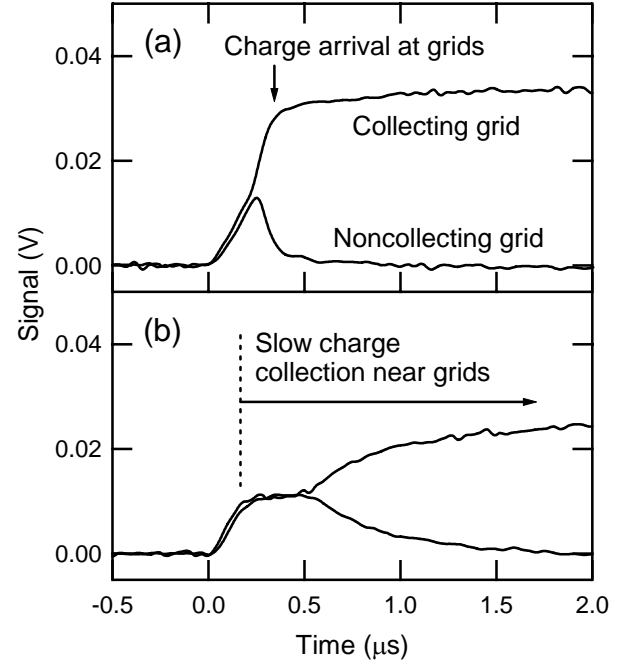 (a)
Charge arrival at grids
0.04
Collecting grid
0.02
Noncollecting grid
0.00
Signal (V)
(b)
Slow charge
collection near grids
0.04
0.02
0.00
-0.5 0.0 0.5 1.0 1.5 2.0
Time (μs)